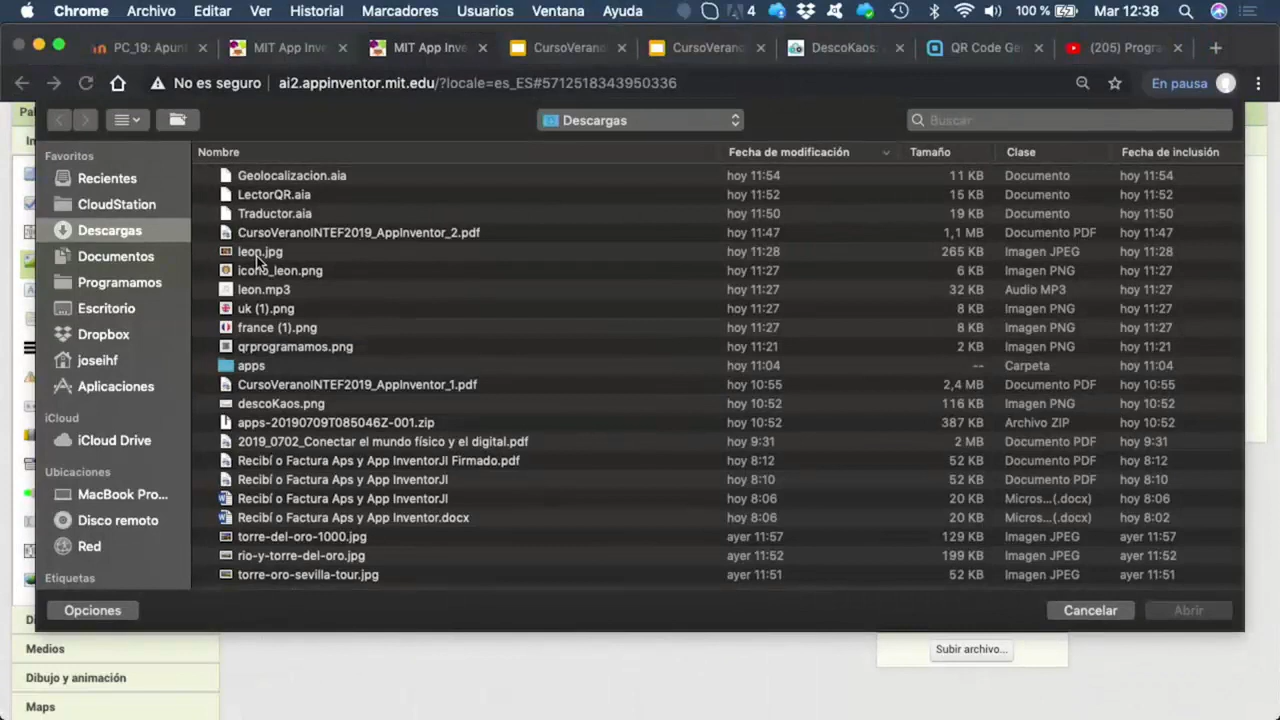 Chrome Archivo Editar Ver Historial Marcadores Usuarios Ventana Ayuda 4 100 % Mar 12:38
PC_19: Apunt MIT App Inve MIT App Inve CursoVerano CursoVerano DescoKaos: QR Code Ge (205) Progra
No es seguro ai2.appinventor.mit.edu/?locale=es_ES#5712518343950336 En pausa
Descargas Buscar
Favoritos Nombre Fecha de modificación Tamaño Clase Fecha de inclusión
Recientes
CloudStation
Descargas
Documentos
Programamos
Escritorio
Dropbox
joseihf
Aplicaciones
iCloud
iCloud Drive
Ubicaciones
MacBook Pro...
Disco remoto
Red
Etiquetas
Geolocalizacion.aia hoy 11:54 11 KB Documento hoy 11:54
LectorQR.aia hoy 11:52 15 KB Documento hoy 11:52
Traductor.aia hoy 11:50 19 KB Documento hoy 11:50
CursoVeranoINTEF2019_AppInventor_2.pdf hoy 11:47 1,1 MB Documento PDF hoy 11:47
leon.jpg hoy 11:28 265 KB Imagen JPEG hoy 11:28
icono_leon.png hoy 11:27 6 KB Imagen PNG hoy 11:27
leon.mp3 hoy 11:27 32 KB Audio MP3 hoy 11:27
uk (1).png hoy 11:27 8 KB Imagen PNG hoy 11:27
france (1).png hoy 11:27 8 KB Imagen PNG hoy 11:27
qrprogramamos.png hoy 11:21 2 KB Imagen PNG hoy 11:21
apps hoy 11:04 -- Carpeta hoy 11:04
CursoVeranoINTEF2019_AppInventor_1.pdf hoy 10:55 2,4 MB Documento PDF hoy 10:55
descoKaos.png hoy 10:52 116 KB Imagen PNG hoy 10:52
apps-20190709T085046Z-001.zip hoy 10:52 387 KB Archivo ZIP hoy 10:52
2019_0702_Conectar el mundo físico y el digital.pdf hoy 9:31 2 MB Documento PDF hoy 9:31
Recibí o Factura Aps y App InventorJI Firmado.pdf hoy 8:12 52 KB Documento PDF hoy 8:12
Recibí o Factura Aps y App InventorJI hoy 8:10 52 KB Documento PDF hoy 8:10
Recibí o Factura Aps y App InventorJI hoy 8:06 20 KB Micros...(.docx) hoy 8:06
Recibí o Factura Aps y App Inventor.docx hoy 8:06 20 KB Micros...(.docx) hoy 8:02
torre-del-oro-1000.jpg ayer 11:57 129 KB Imagen JPEG ayer 11:57
rio-y-torre-del-oro.jpg ayer 11:52 199 KB Imagen JPEG ayer 11:52
torre-oro-sevilla-tour.jpg ayer 11:51 52 KB Imagen JPEG ayer 11:51
Opciones Cancelar Abrir
Medios Subir archivo...
Dibujo y animación
Maps